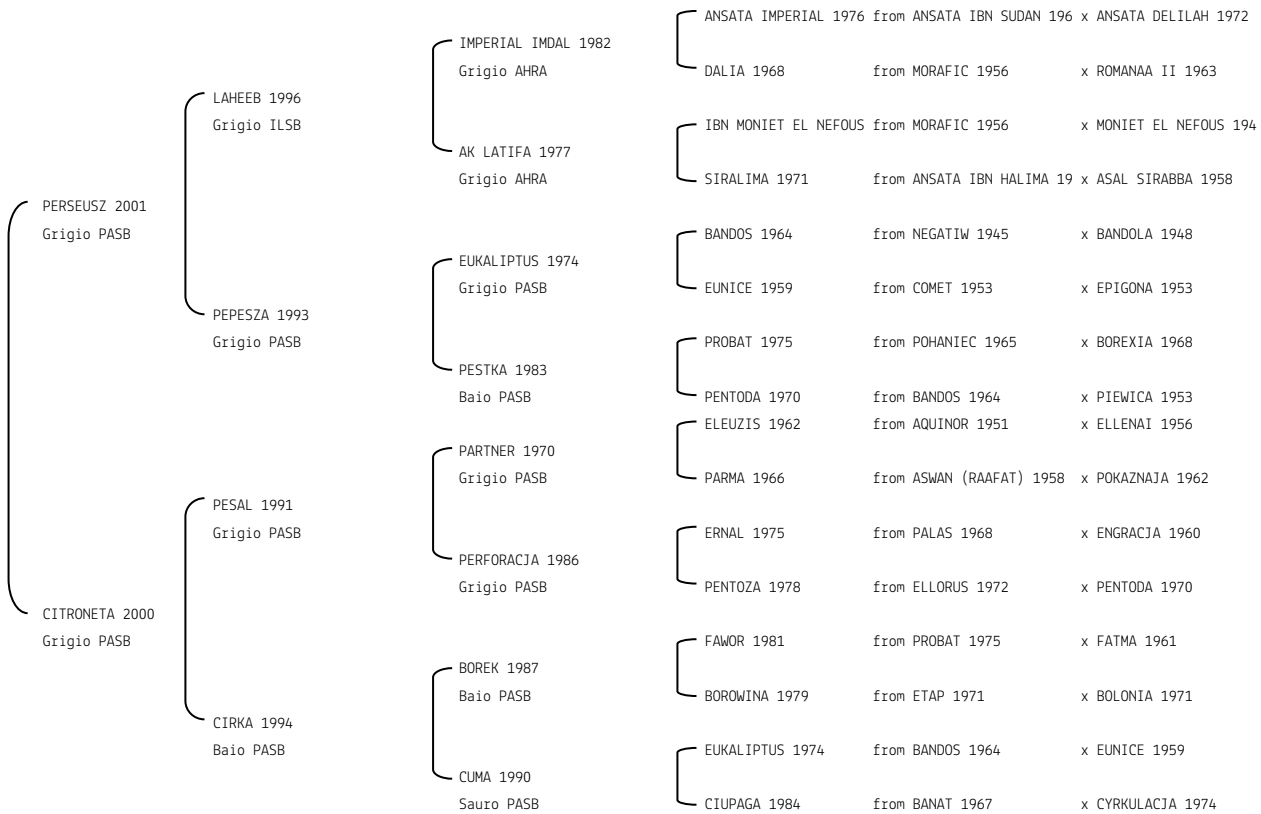 ANSATA IMPERIAL 1976 from ANSATA IBN SUDAN 196 x ANSATA DELILAH 1972
IMPERIAL IMDAL 1982
Grigio AHRA
DALIA 1968 from MORAFIC 1956 x ROMANAA II 1963
LAHEEB 1996
Grigio ILSB
IBN MONIET EL NEFOUS from MORAFIC 1956 x MONIET EL NEFOUS 194
AK LATIFA 1977
Grigio AHRA
SIRALIMA 1971 from ANSATA IBN HALIMA 19 x ASAL SIRABBA 1958
PERSEUSZ 2001
Grigio PASB
BANDOS 1964 from NEGATIW 1945 x BANDOLA 1948
EUKALIPTUS 1974
Grigio PASB
EUNICE 1959 from COMET 1953 x EPIGONA 1953
PEPESZA 1993
Grigio PASB
PROBAT 1975 from POHANIEC 1965 x BOREXIA 1968
PESTKA 1983
Baio PASB
PENTODA 1970 from BANDOS 1964 x PIEWICA 1953
ELEUZIS 1962 from AQUINOR 1951 x ELLENAI 1956
PARTNER 1970
Grigio PASB
PARMA 1966 from ASWAN (RAAFAT) 1958 x POKAZNAJA 1962
PESAL 1991
Grigio PASB
ERNAL 1975 from PALAS 1968 x ENGRACJA 1960
PERFORACJA 1986
Grigio PASB
PENTOZA 1978 from ELLORUS 1972 x PENTODA 1970
CITRONETA 2000
Grigio PASB
FAWOR 1981 from PROBAT 1975 x FATMA 1961
BOREK 1987
Baio PASB
BOROWINA 1979 from ETAP 1971 x BOLONIA 1971
CIRKA 1994
Baio PASB
EUKALIPTUS 1974 from BANDOS 1964 x EUNICE 1959
CUMA 1990
Sauro PASB
CIUPAGA 1984 from BANAT 1967 x CYRKULACJA 1974